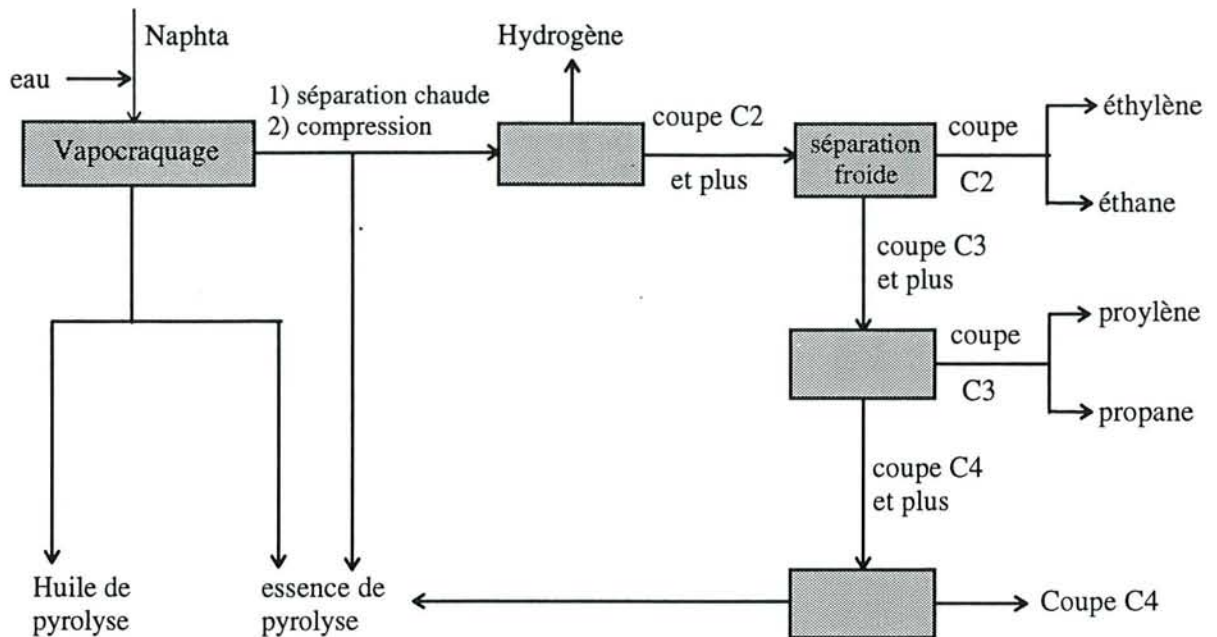 Naphta
eau
Vapocraquage
1) séparation chaude
2) compression
Hydrogène
coupe C2
et plus
séparation
froide
coupe
C2
éthylène
éthane
coupe C3
et plus
coupe
C3
proylène
propane
coupe C4
et plus
Huile de
pyrolyse
essence de
pyrolyse
Coupe C4